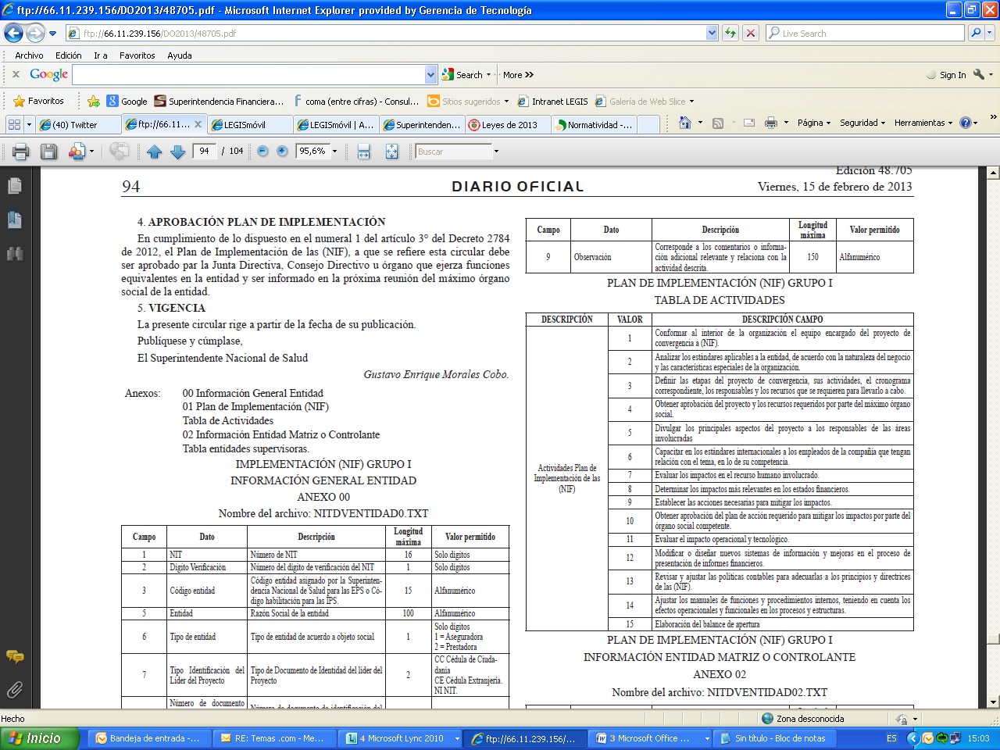 ftp://66.11.239.156/DO2013/48705.pdf - Microsoft Internet Explorer provided by Gerencia de Tecnología
ftp://66.11.239.156/DO2013/48705.pdf
Live Search
Archivo Edición Ir a Favoritos Ayuda
Google Search More Sign In
Favoritos Google Superintendencia Financiera... coma (entre cifras) - Consul... Sitios sugeridos Intranet LEGIS Galería de Web Slice
(40) Twitter ftp://66.11... LEGISmóvil LEGISmóvil | A... Superintenden... Leyes de 2013 Normatividad -... Página Seguridad Herramientas
94 / 104 95,6% Buscar
Edición 48.705
94 DIARIO OFICIAL Viernes, 15 de febrero de 2013
4. APROBACIÓN PLAN DE IMPLEMENTACIÓN
En cumplimiento de lo dispuesto en el numeral 1 del artículo 3° del Decreto 2784
de 2012, el Plan de Implementación de las (NIF), a que se refiere esta circular debe
ser aprobado par la Junta Directiva, Consejo Directivo u órgano que ejerza funciones
equivalentes en la entidad y ser informado en la próxima reunión del máximo órgano
social de la entidad.
5. VIGENCIA
La presente circular rige a partir de la fecha de su publicación.
Publíquese y cúmplase,
El Superintendente Nacional de Salud
Gustavo Enrique Morales Cobo.
Anexos: 00 Información General Entidad
01 Plan de Implementación (NIF)
Tabla de Actividades
02 Información Entidad Matriz o Controlante
Tabla entidades supervisoras.
IMPLEMENTACIÓN (NIF) GRUPO I
INFORMACIÓN GENERAL ENTIDAD
ANEXO 00
Nombre del archivo: NITDVENTIDAD0.TXT
Campo Dato Descripción Longitud máxima Valor permitido
1 NIT Número de NIT 16 Solo dígitos
2 Dígito Verificación Número del dígito de verificación del NIT 1 Solo dígitos
3 Código entidad Código entidad asignado por la Superinten-
dencia Nacional de Salud para las EPS o Có-
digo habilitación para las IPS. 15 Alfanumérico
5 Entidad Razón Social de la entidad 100 Alfanumérico
6 Tipo de entidad Tipo de entidad de acuerdo a objeto social 1 Solo dígitos
1 = Aseguradora
2 = Prestadora
7 Tipo Identificación del Líder del Proyecto Tipo de Documento de Identidad del líder del Proyecto 2 CC Cédula de Ciuda-
danía
CE Cédula Extranjería.
NI NIT.
Número de documento Número de documento de identificación del
Campo Dato Descripción Longitud máxima Valor permitido
9 Observación Corresponde a los comentarios o informa-
ción adicional relevante y relaciona con la
actividad descrita. 150 Alfanumérico
PLAN DE IMPLEMENTACIÓN (NIF) GRUPO I
TABLA DE ACTIVIDADES
DESCRIPCIÓN VALOR DESCRIPCIÓN CAMPO
Actividades Plan de
Implementación de las
(NIF)
1 Conformar al interior de la organización el equipo encargado del proyecto de
convergencia a (NIF).
2 Analizar los estándares aplicables a la entidad, de acuerdo con la naturaleza del negocio
y las características especiales de la organización.
3 Definir las etapas del proyecto de convergencia, sus actividades, el cronograma
correspondiente, los responsables y los recursos que se requieren para llevarlo a cabo.
4 Obtener aprobación del proyecto y los recursos requeridos por parte del máximo órgano
social.
5 Divulgar los principales aspectos del proyecto a los responsables de las áreas
involucradas
6 Capacitar en los estándares internacionales a los empleados de la compañía que tengan
relación con el tema, en lo de su competencia.
7 Evaluar los impactos en el recurso humano involucrado.
8 Determinar los impactos más relevantes en los estados financieros.
9 Establecer las acciones necesarias para mitigar los impactos.
10 Obtener aprobación del plan de acción requerido para mitigar los impactos por parte del
órgano social competente.
11 Evaluar el impacto operacional y tecnológico.
12 Modificar o diseñar nuevos sistemas de información y mejoras en el proceso de
presentación de informes financieros.
13 Revisar y ajustar las políticas contables para adecuarlas a los principios y directrices
de las (NIF).
14 Ajustar los manuales de funciones y procedimientos internos, teniendo en cuenta los
efectos operacionales y funcionales en los procesos y estructuras.
15 Elaboración del balance de apertura
PLAN DE IMPLEMENTACIÓN (NIF) GRUPO I
INFORMACIÓN ENTIDAD MATRIZ O CONTROLANTE
ANEXO 02
Nombre del archivo: NITDVENTIDAD02.TXT
Hecho Zona desconocida
Inicio Bandeja de entrada -... RE: Temas .com - Me... 4 Microsoft Lync 2010 ftp://66.11.239.156/... 3 Microsoft Office ... Sin título - Bloc de notas ES 15:03